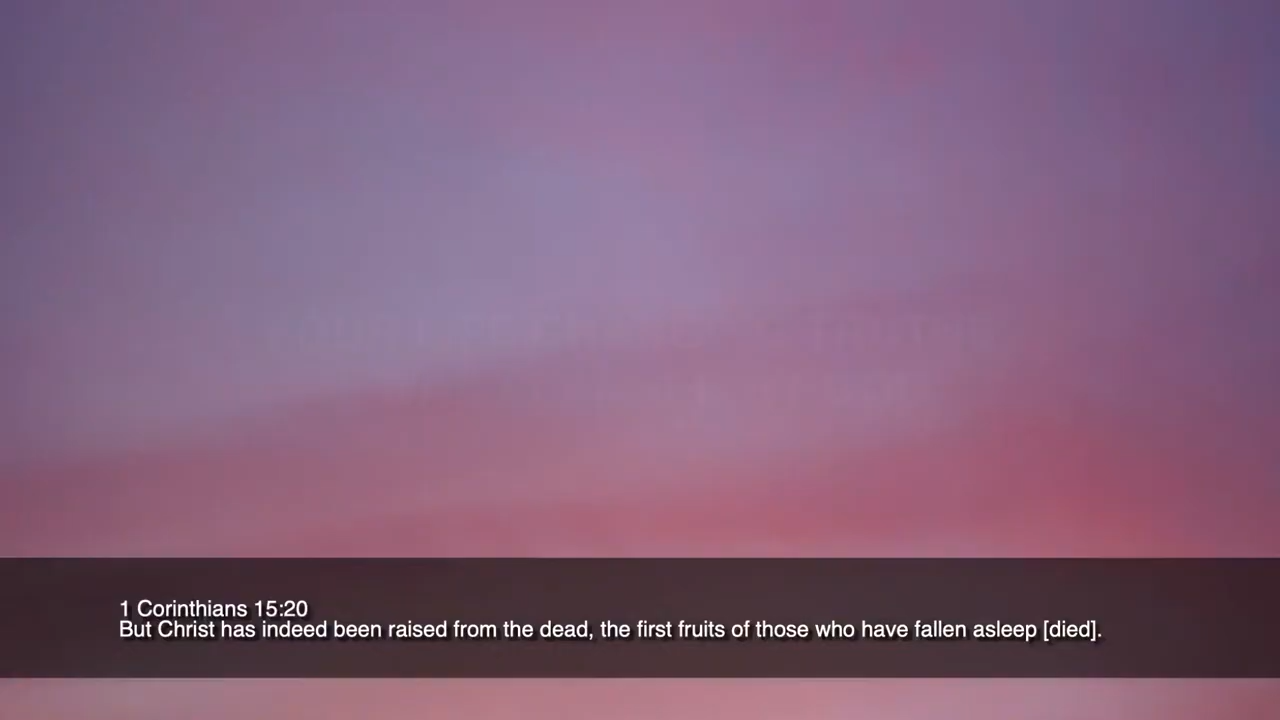 1 Corinthians 15:20
But Christ has indeed been raised from the dead, the first fruits of those who have fallen asleep [died].